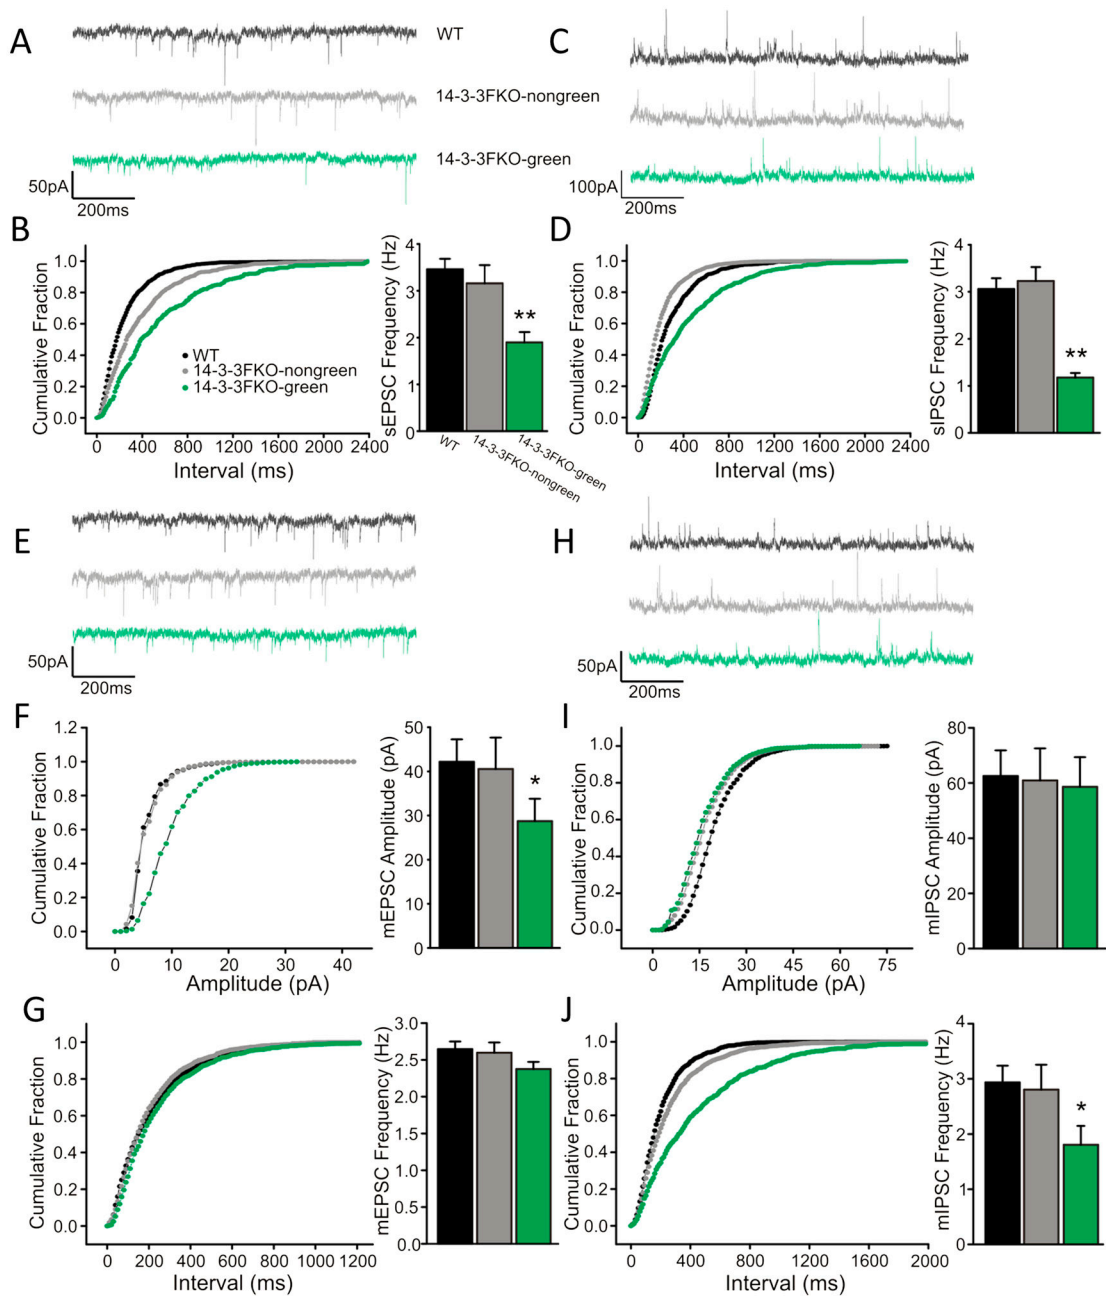 A
WT
14-3-3FKO-nongreen
14-3-3FKO-green
50pA
200ms
C
100pA
200ms
B
Cumulative Fraction
1.0
0.8
0.6
0.4
0.2
0.0
WT
14-3-3FKO-nongreen
14-3-3FKO-green
0 400 800 1200 1600 2000 2400
Interval (ms)
sEPSC Frequency (Hz)
4
3
2
1
0
**
WT
14-3-3FKO-nongreen
14-3-3FKO-green
D
Cumulative Fraction
1.0
0.8
0.6
0.4
0.2
0.0
0 400 800 1200 1600 2000 2400
Interval (ms)
sIPSC Frequency (Hz)
4
3
2
1
0
**
E
50pA
200ms
H
50pA
200ms
F
Cumulative Fraction
1.2
1.0
0.8
0.6
0.4
0.2
0.0
0 10 20 30 40
Amplitude (pA)
mEPSC Amplitude (pA)
50
40
30
20
10
0
*
I
Cumulative Fraction
1.0
0.8
0.6
0.4
0.2
0.0
0 15 30 45 60 75
Amplitude (pA)
mIPSC Amplitude (pA)
80
60
40
20
0
G
Cumulative Fraction
1.0
0.8
0.6
0.4
0.2
0.0
0 200 400 600 800 1000 1200
Interval (ms)
mEPSC Frequency (Hz)
3.0
2.5
2.0
1.5
1.0
0.5
0.0
J
Cumulative Fraction
1.0
0.8
0.6
0.4
0.2
0.0
0 400 800 1200 1600 2000
Interval (ms)
mIPSC Frequency (Hz)
4
3
2
1
0
*